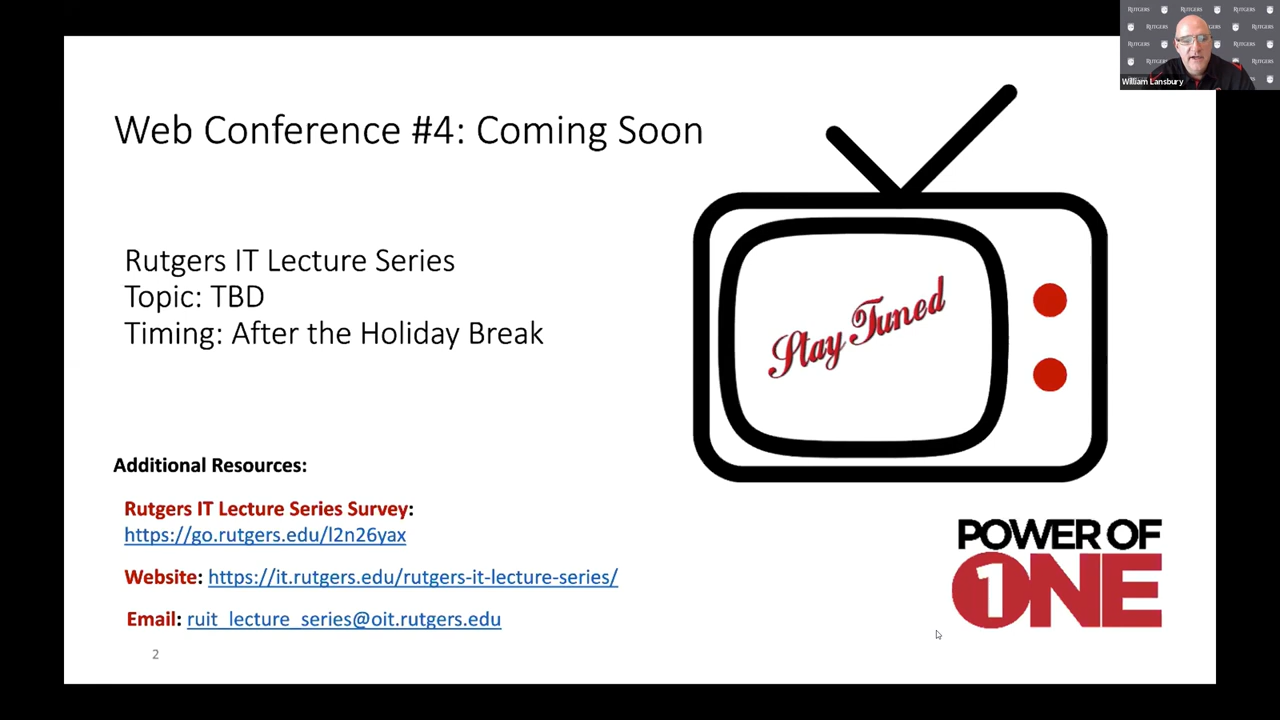 Web Conference #4: Coming Soon
Rutgers IT Lecture Series
Topic: TBD
Timing: After the Holiday Break
Stay Tuned
Additional Resources:
Rutgers IT Lecture Series Survey:
https://go.rutgers.edu/l2n26yax
Website: https://it.rutgers.edu/rutgers-it-lecture-series/
Email: ruit_lecture_series@oit.rutgers.edu
2
POWER OF
1NE
William Lansbury
RUTGERS